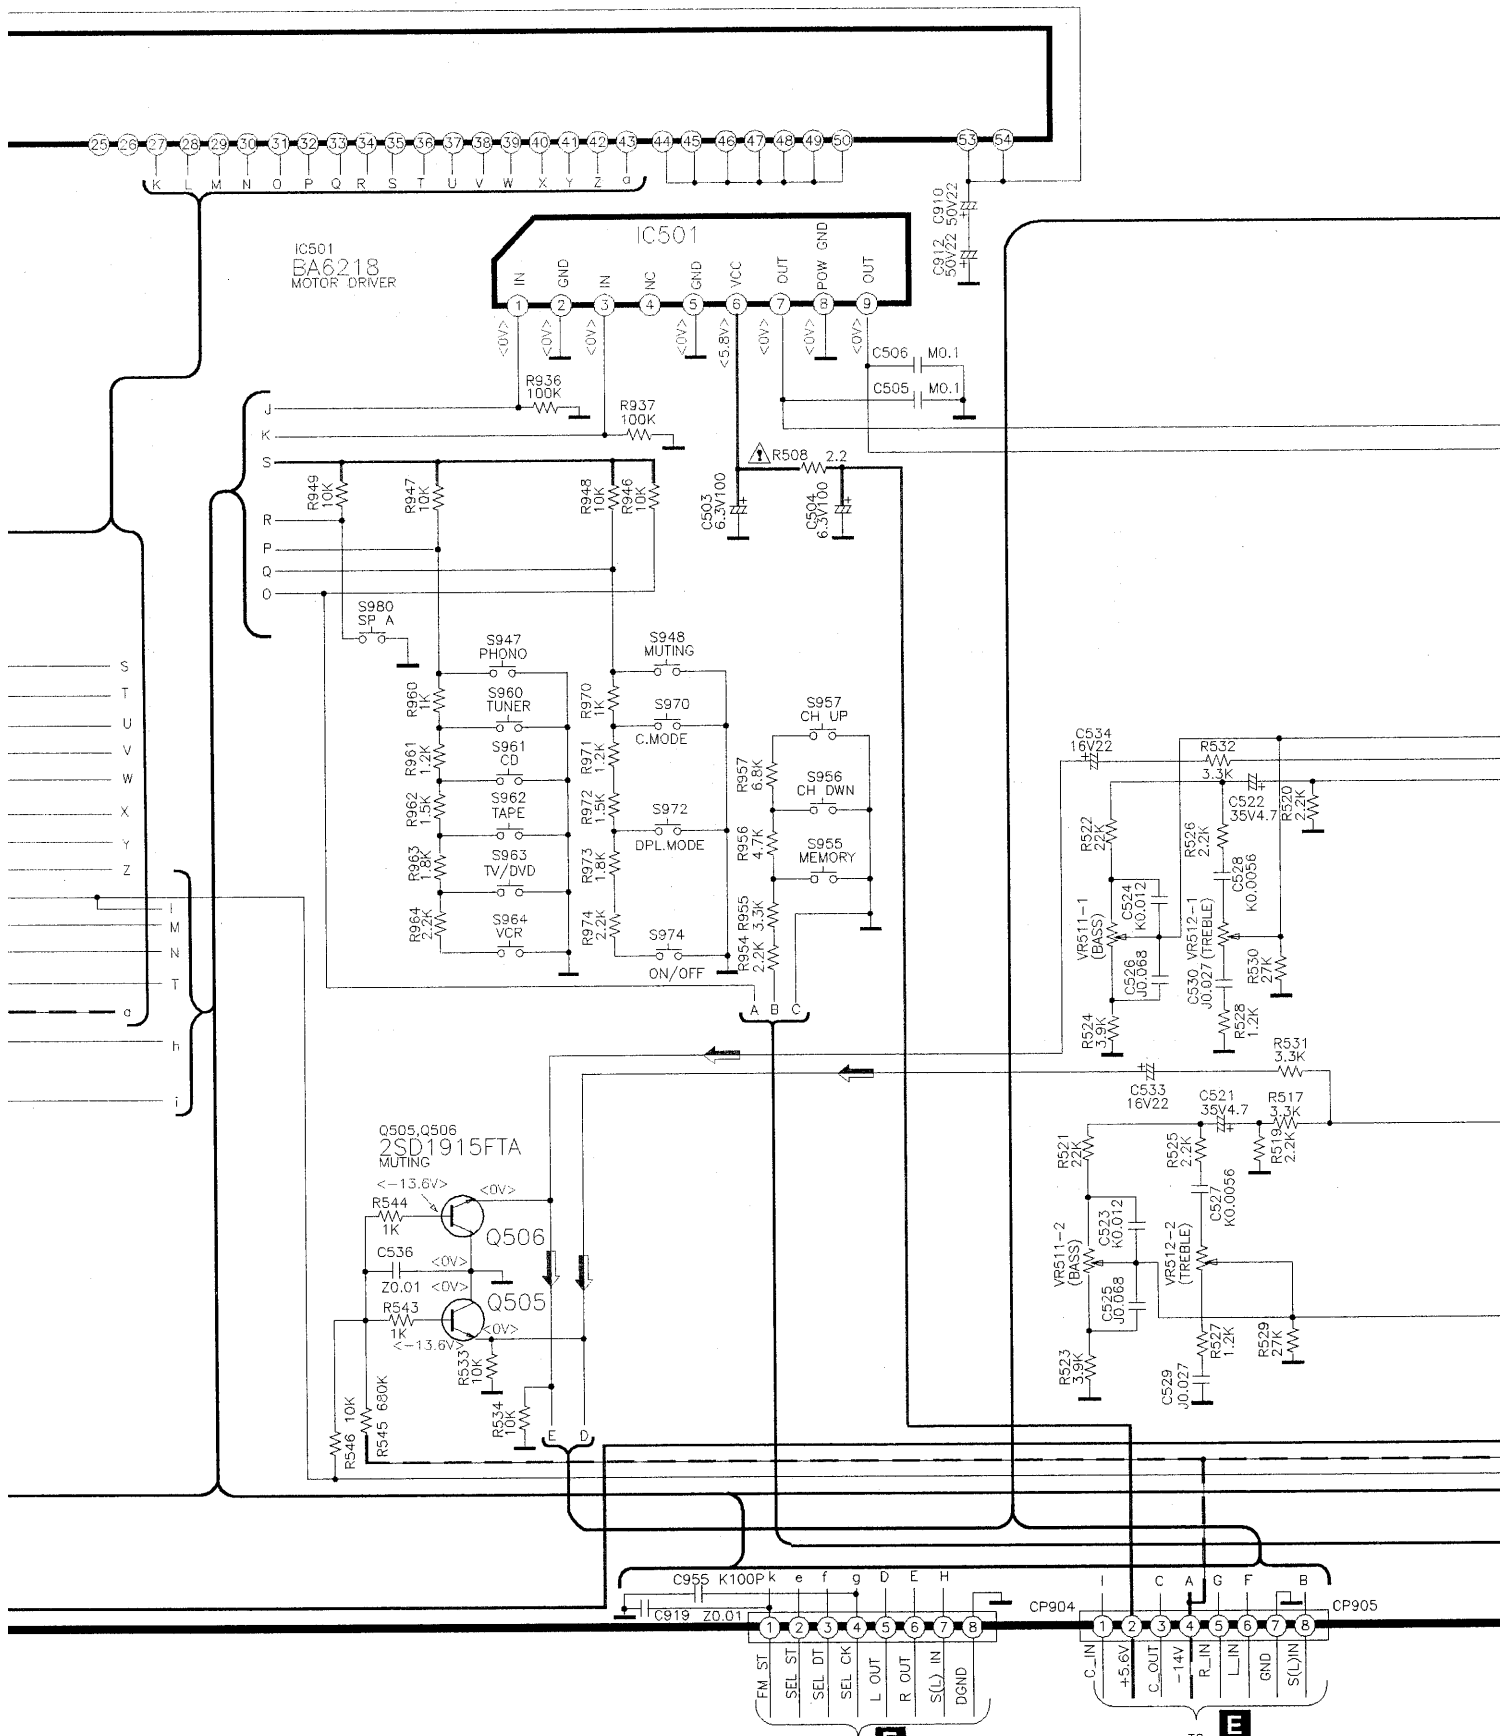 25 26 27 28 29 30 31 32 33 34 35 36 37 38 39 40 41 42 43 44 45 46 47 48 49 50 53 54
K L M N O P Q R S T U V W X Y Z a
C910
50V22
C912
50V22
IC501
BA6218
MOTOR DRIVER
IC501
IN GND IN NC GND VCC OUT POW GND OUT
1 2 3 4 5 6 7 8 9
<0V> <0V> <0V> <0V> <5.8V> <0V> <0V> <0V>
C506 M0.1
C505 M0.1
R936
100K
R937
100K
J
K
S
R
P
Q
O
R949
10K
R947
10K
R948
10K
R946
10K
R508 2.2
C503
6.3V100
C504
6.3V100
S980
SP A
S947
PHONO
S960
TUNER
S961
CD
S962
TAPE
S963
TV/DVD
S964
VCR
R960
1K
R961
1.2K
R962
1.5K
R963
1.8K
R964
2.2K
S948
MUTING
S970
C.MODE
S972
DPL.MODE
S974
ON/OFF
R970
1K
R971
1.2K
R972
1.5K
R973
1.8K
R974
2.2K
S957
CH UP
S956
CH DWN
S955
MEMORY
R957
6.8K
R956
4.7K
R955
3.3K
R954
2.2K
A B C
S
T
U
V
W
X
Y
Z
l
M
N
T
a
h
i
C534
16V22
R532
3.3K
C522
35V4.7
R520
2.2K
R522
22K
R526
2.2K
C528
K0.0056
C524
K0.012
VR511-1
(BASS)
VR512-1
(TREBLE)
C526
J0.068
C530
J0.027
R530
27K
R524
3.9K
R528
1.2K
R531
3.3K
C533
16V22
C521
35V4.7
R517
3.3K
R519
2.2K
R521
22K
R525
2.2K
C527
K0.0056
C523
K0.012
VR511-2
(BASS)
VR512-2
(TREBLE)
C525
J0.068
R523
3.9K
R527
1.2K
R529
27K
C529
J0.027
Q505,Q506
2SD1915FTA
MUTING
<-13.6V>
<0V>
R544
1K
Q506
C536
Z0.01
<0V>
<0V>
Q505
R543
1K
<0V>
<-13.6V>
R533
10K
R534
10K
R546 10K
R545 680K
E D
C955 K100P
C919 Z0.01
k e f g D E H
1 2 3 4 5 6 7 8
FM ST
SEL ST
SEL DT
SEL CK
L OUT
R OUT
S(L) IN
DGND
CP904
I C A G F B
CP905
1 2 3 4 5 6 7 8
C_IN
+5.6V
C_OUT
-14V
R_IN
L_IN
GND
S(L)IN
E